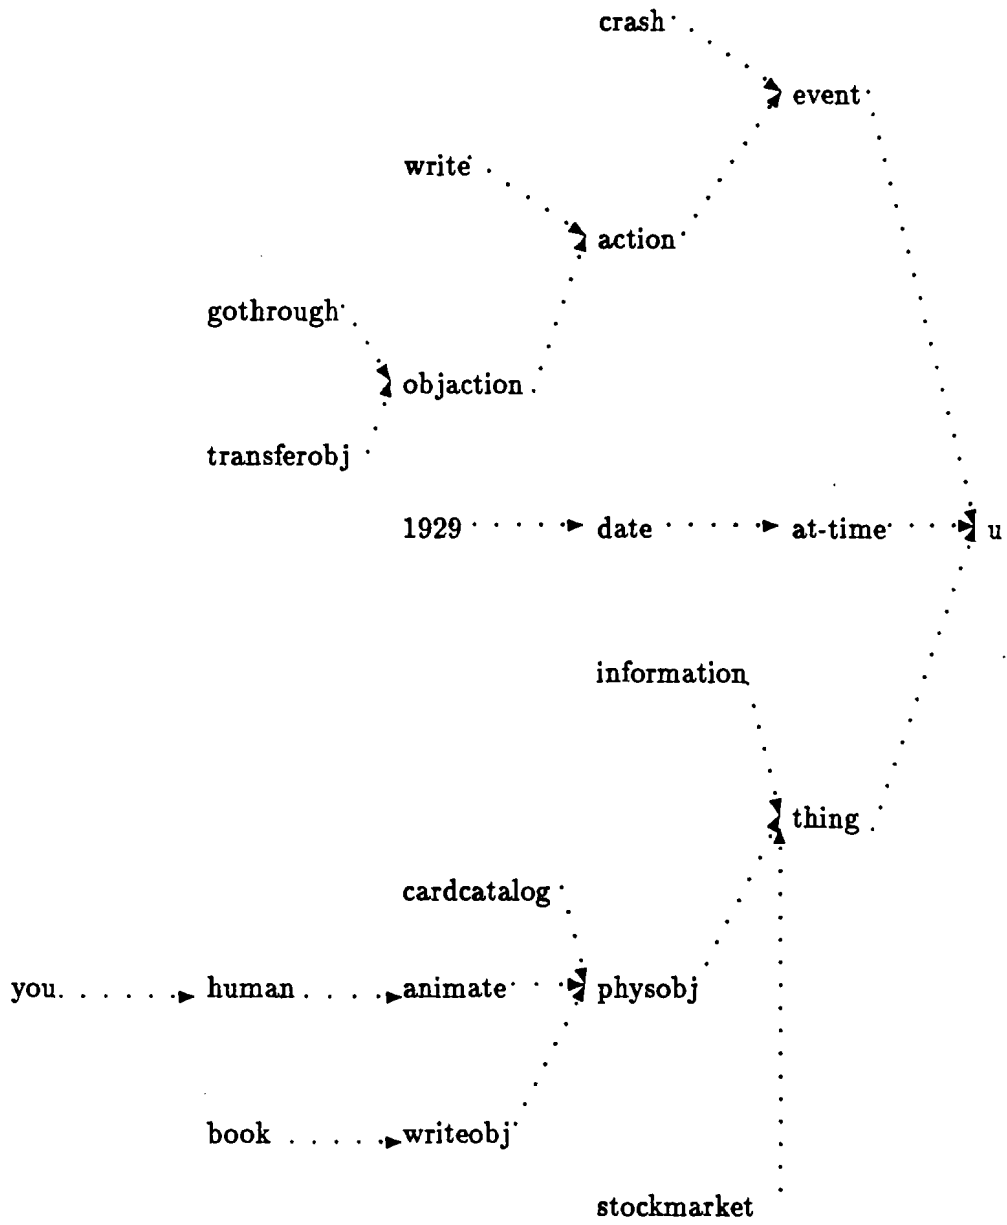 crash
event
write
action
gothrough
objaction
transferobj
1929 date at-time u
information
thing
cardcatalog
you human animate physobj
book writeobj
stockmarket